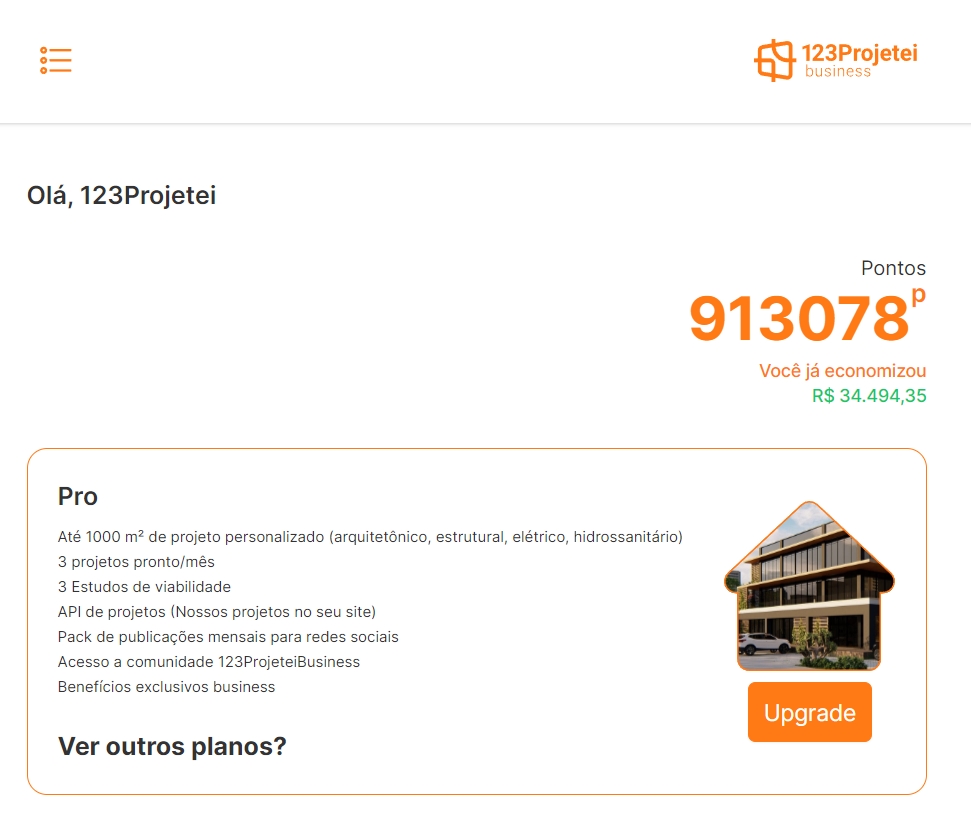 123Projetei
business
Olá, 123Projetei
Pontos
913078p
Você já economizou
R$ 34.494,35
Pro
Até 1000 m² de projeto personalizado (arquitetônico, estrutural, elétrico, hidrossanitário)
3 projetos pronto/mês
3 Estudos de viabilidade
API de projetos (Nossos projetos no seu site)
Pack de publicações mensais para redes sociais
Acesso a comunidade 123ProjeteiBusiness
Benefícios exclusivos business
Upgrade
Ver outros planos?